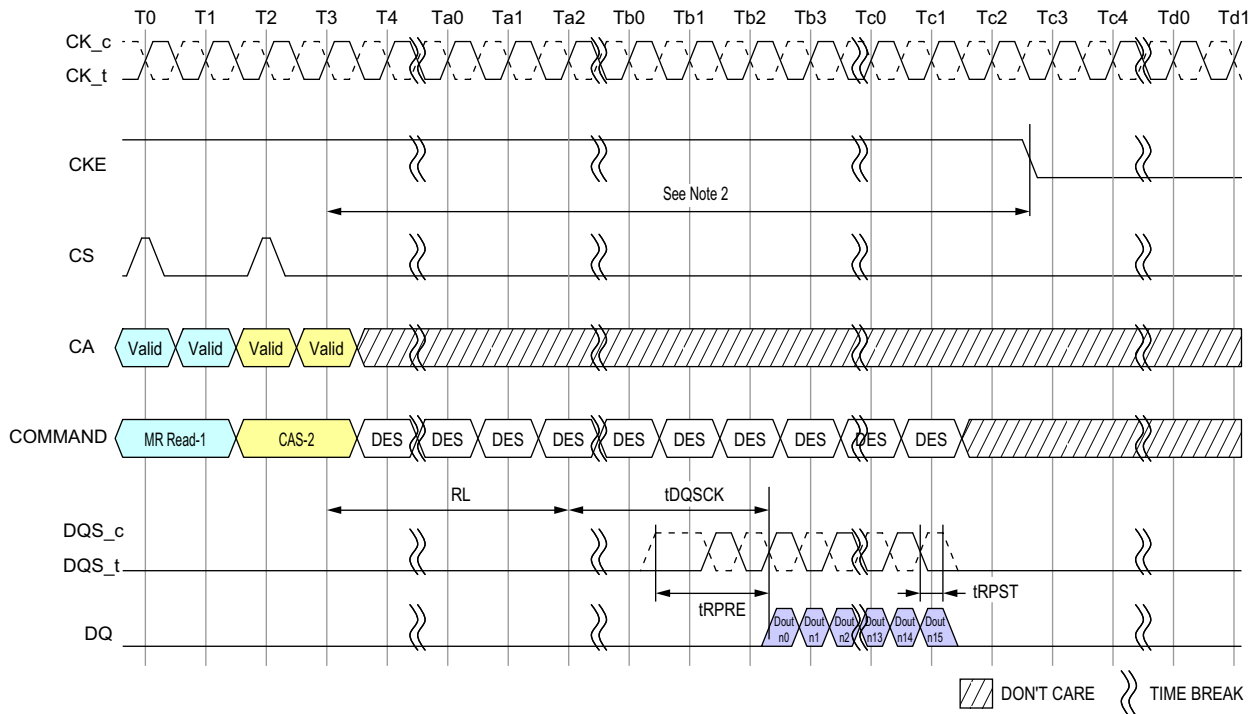 T0 T1 T2 T3 T4 Ta0 Ta1 Ta2 Tb0 Tb1 Tb2 Tb3 Tc0 Tc1 Tc2 Tc3 Tc4 Td0 Td1
CK_c
CK_t
CKE
See Note 2
CS
CA Valid Valid Valid Valid
COMMAND MR Read-1 CAS-2 DES DES DES DES DES DES DES DES DES DES
RL tDQSCK
DQS_c
DQS_t
tRPRE tRPST
DQ
Dout Dout Dout Dout Dout Dout
n0 n1 n2 n13 n14 n15
DON'T CARE TIME BREAK